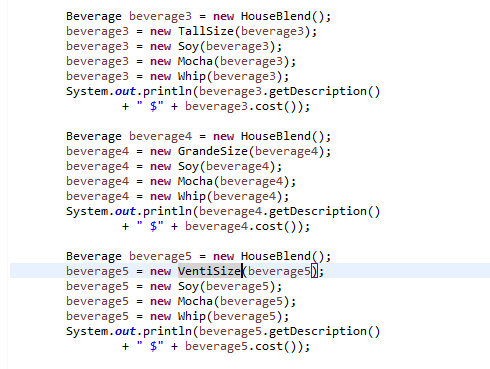 Beverage beverage3 = new HouseBlend();
beverage3 = new TallSize(beverage3);
beverage3 = new Soy(beverage3);
beverage3 = new Mocha(beverage3);
beverage3 = new Whip(beverage3);
System.out.println(beverage3.getDescription()
+ " $" + beverage3.cost());
Beverage beverage4 = new HouseBlend();
beverage4 = new GrandeSize(beverage4);
beverage4 = new Soy(beverage4);
beverage4 = new Mocha(beverage4);
beverage4 = new Whip(beverage4);
System.out.println(beverage4.getDescription()
+ " $" + beverage4.cost());
Beverage beverage5 = new HouseBlend();
beverage5 = new VentiSize(beverage5);
beverage5 = new Soy(beverage5);
beverage5 = new Mocha(beverage5);
beverage5 = new Whip(beverage5);
System.out.println(beverage5.getDescription()
+ " $" + beverage5.cost());